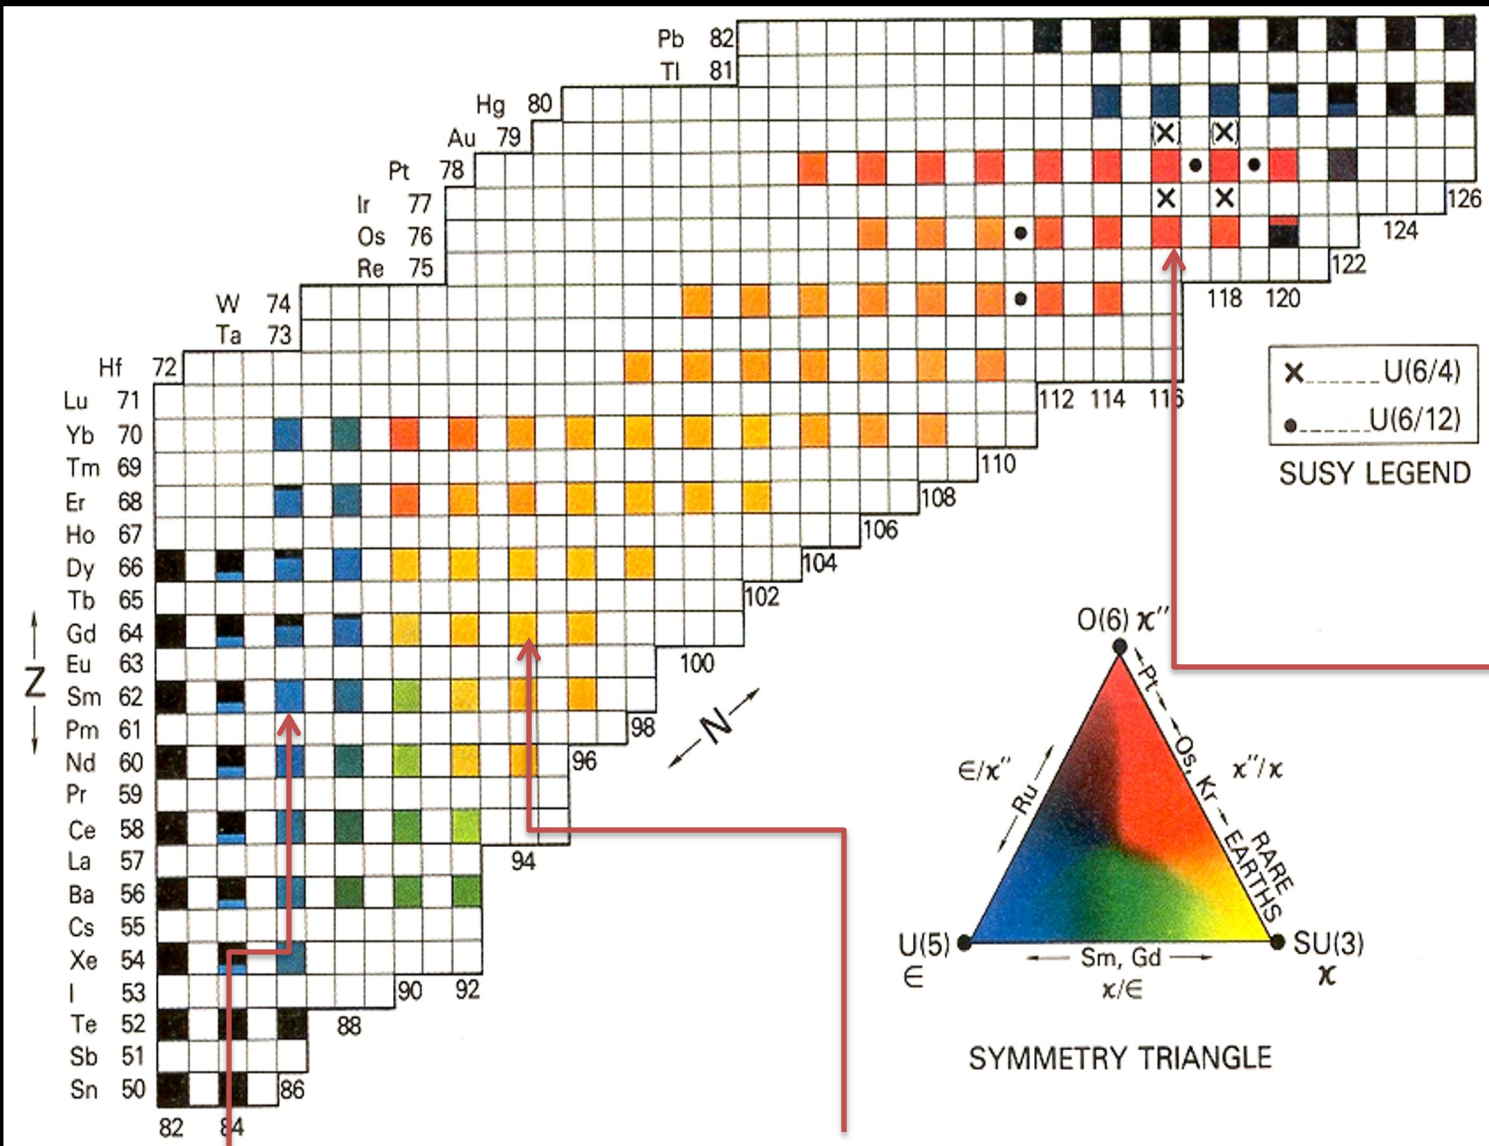 Pb 82
Tl 81
Hg 80
Au 79
Pt 78
Ir 77
126
Os 76
124
Re 75
122
W 74
118 120
Ta 73
Hf 72
Lu 71
112 114 116
Yb 70
Tm 69
110
Er 68
108
Ho 67
106
Dy 66
104
Tb 65
102
Gd 64
Eu 63
100
Z
Sm 62
Pm 61
98
N
Nd 60
96
Pr 59
Ce 58
La 57
94
Ba 56
Cs 55
Xe 54
I 53
90 92
Te 52
88
Sb 51
Sn 50
86
82 84
X ------ U(6/4)
● ------ U(6/12)
SUSY LEGEND
O(6) ϰ″
Pt
Os, Kr
RARE EARTHS
ϰ″/ϰ
∈/ϰ″
Ru
U(5)
∈
SU(3)
ϰ
Sm, Gd
ϰ/∈
SYMMETRY TRIANGLE